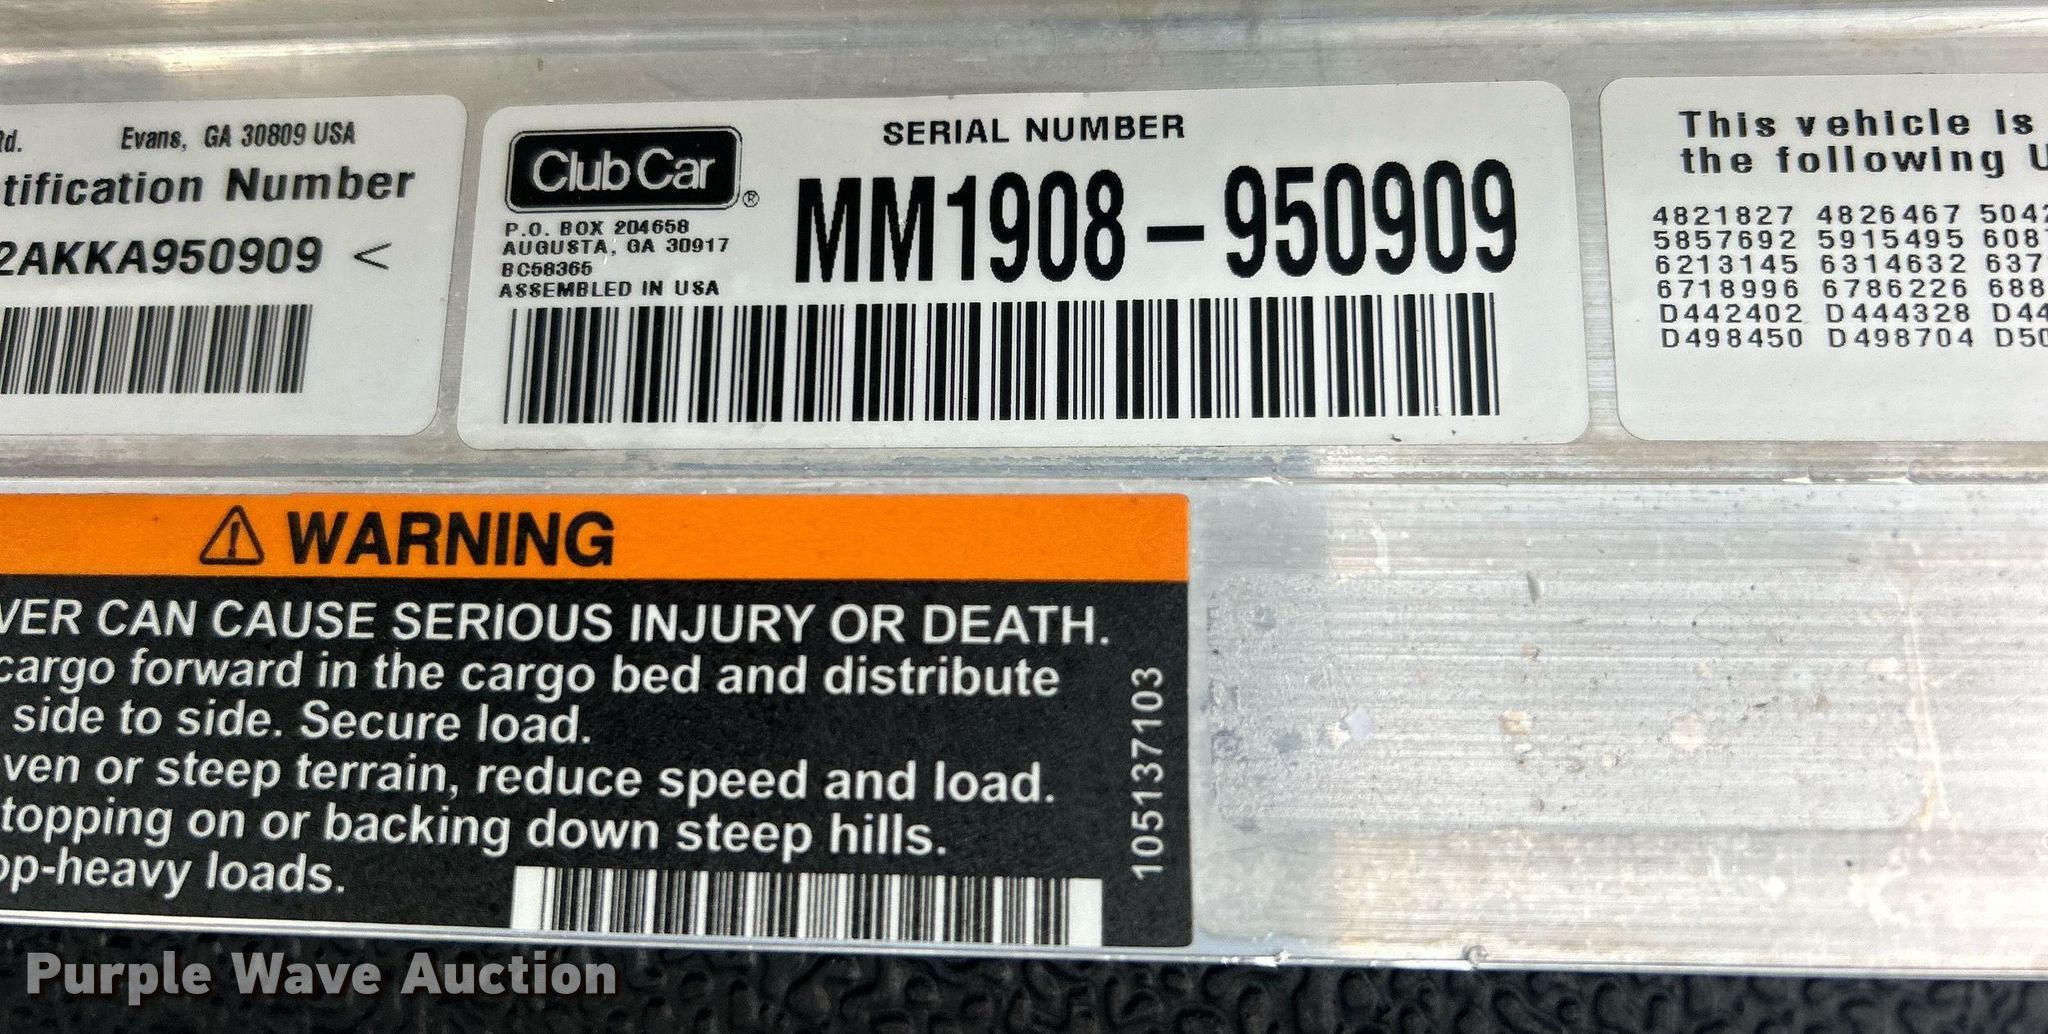 Rd. Evans, GA 30809 USA
tification Number
2AKKA950909 <
Club Car ®
P.O. BOX 204658
AUGUSTA, GA 30917
BC58365
ASSEMBLED IN USA
SERIAL NUMBER
MM1908-950909
This vehicle is
the following U
4821827 4826467 5042
5857692 5915495 608
6213145 6314632 637
6718996 6786226 688
D442402 D444328 D44
D498450 D498704 D50
⚠ WARNING
VER CAN CAUSE SERIOUS INJURY OR DEATH.
cargo forward in the cargo bed and distribute
side to side. Secure load.
ven or steep terrain, reduce speed and load.
topping on or backing down steep hills.
op-heavy loads.
105137103
Purple Wave Auction